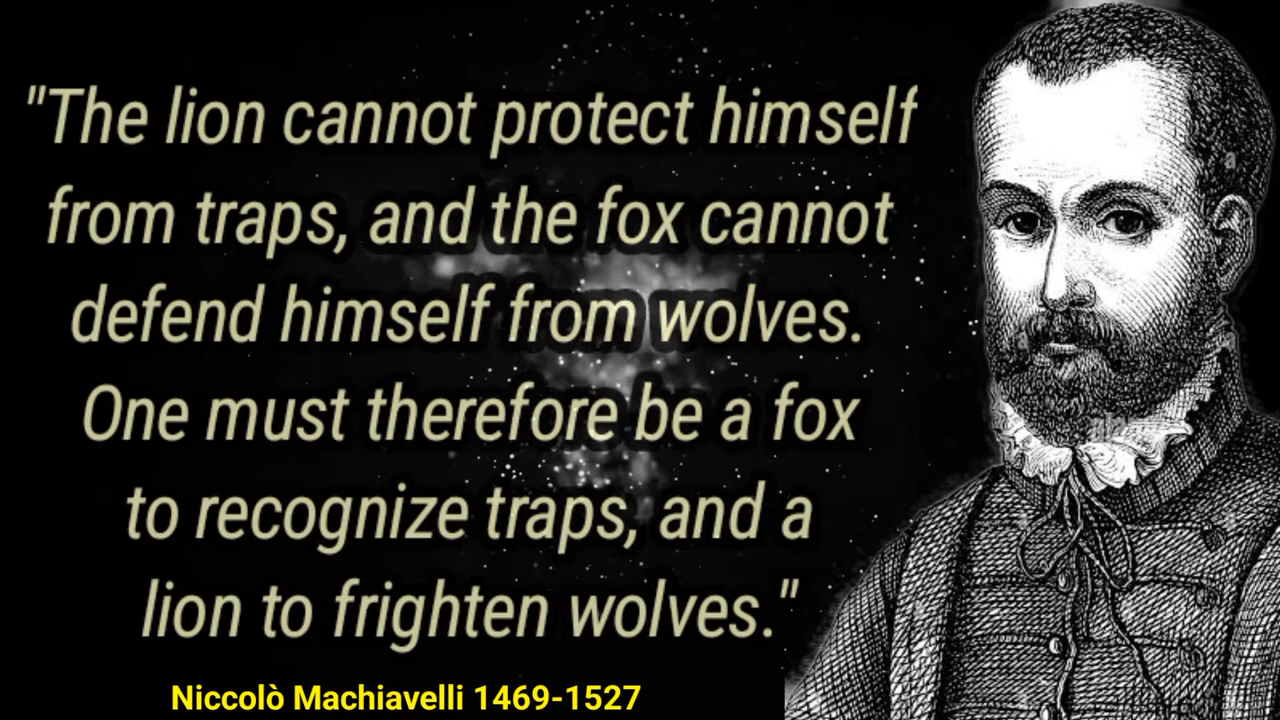 "The lion cannot protect himself
from traps, and the fox cannot
defend himself from wolves.
One must therefore be a fox
to recognize traps, and a
lion to frighten wolves."
Niccolò Machiavelli 1469-1527